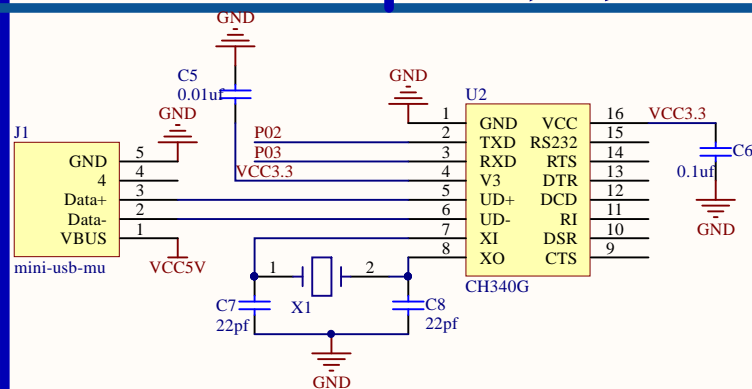 GND
C5
0.01uf
GND
J1
GND 5
4 4
Data+ 3
Data- 2
VBUS 1
mini-usb-mu
VCC5V
P02
P03
VCC3.3
GND
U2
1 GND VCC 16
2 TXD RS232 15
3 RXD RTS 14
4 V3 DTR 13
5 UD+ DCD 12
6 UD- RI 11
7 XI DSR 10
8 XO CTS 9
CH340G
VCC3.3
C6
0.1uf
GND
1 2
X1
C7
22pf
C8
22pf
GND